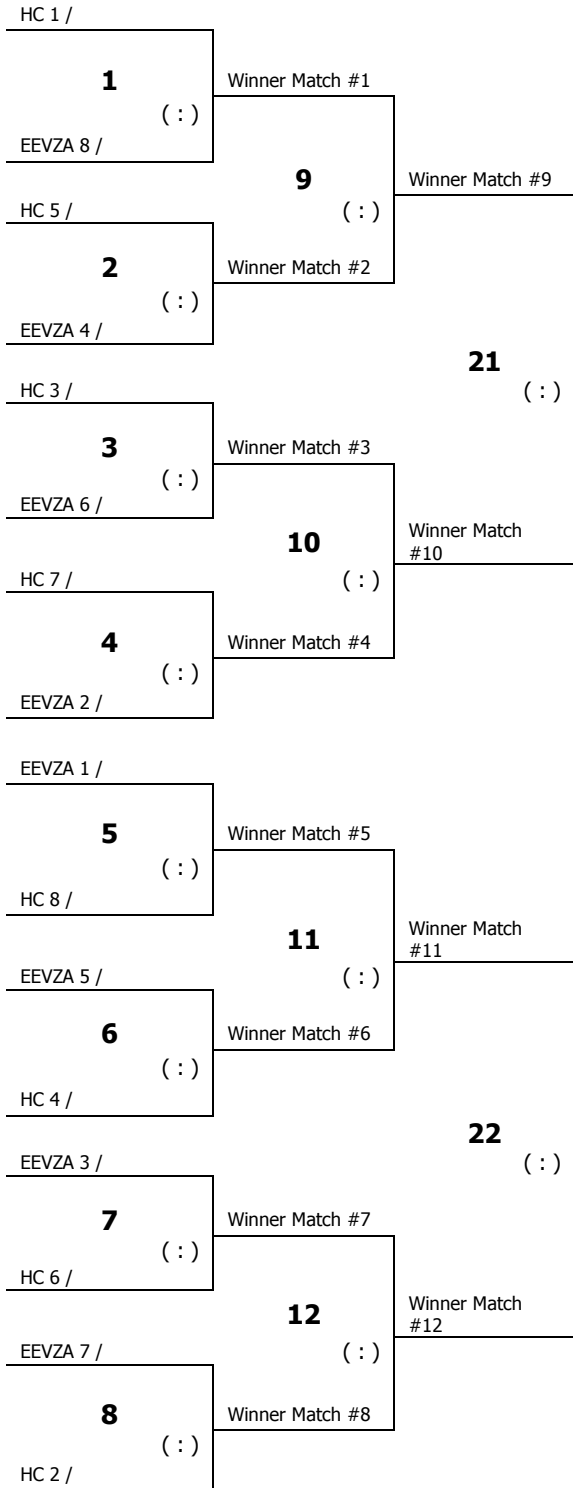 HC 1 /
1
Winner Match #1
( : )
EEVZA 8 /
9
Winner Match #9
HC 5 /
( : )
2
Winner Match #2
( : )
EEVZA 4 /
21
HC 3 /
( : )
3
Winner Match #3
( : )
EEVZA 6 /
10
Winner Match
#10
HC 7 /
( : )
4
Winner Match #4
( : )
EEVZA 2 /
EEVZA 1 /
5
Winner Match #5
( : )
HC 8 /
11
Winner Match
#11
EEVZA 5 /
( : )
6
Winner Match #6
( : )
HC 4 /
22
EEVZA 3 /
( : )
7
Winner Match #7
( : )
HC 6 /
12
Winner Match
#12
EEVZA 7 /
( : )
8
Winner Match #8
( : )
HC 2 /